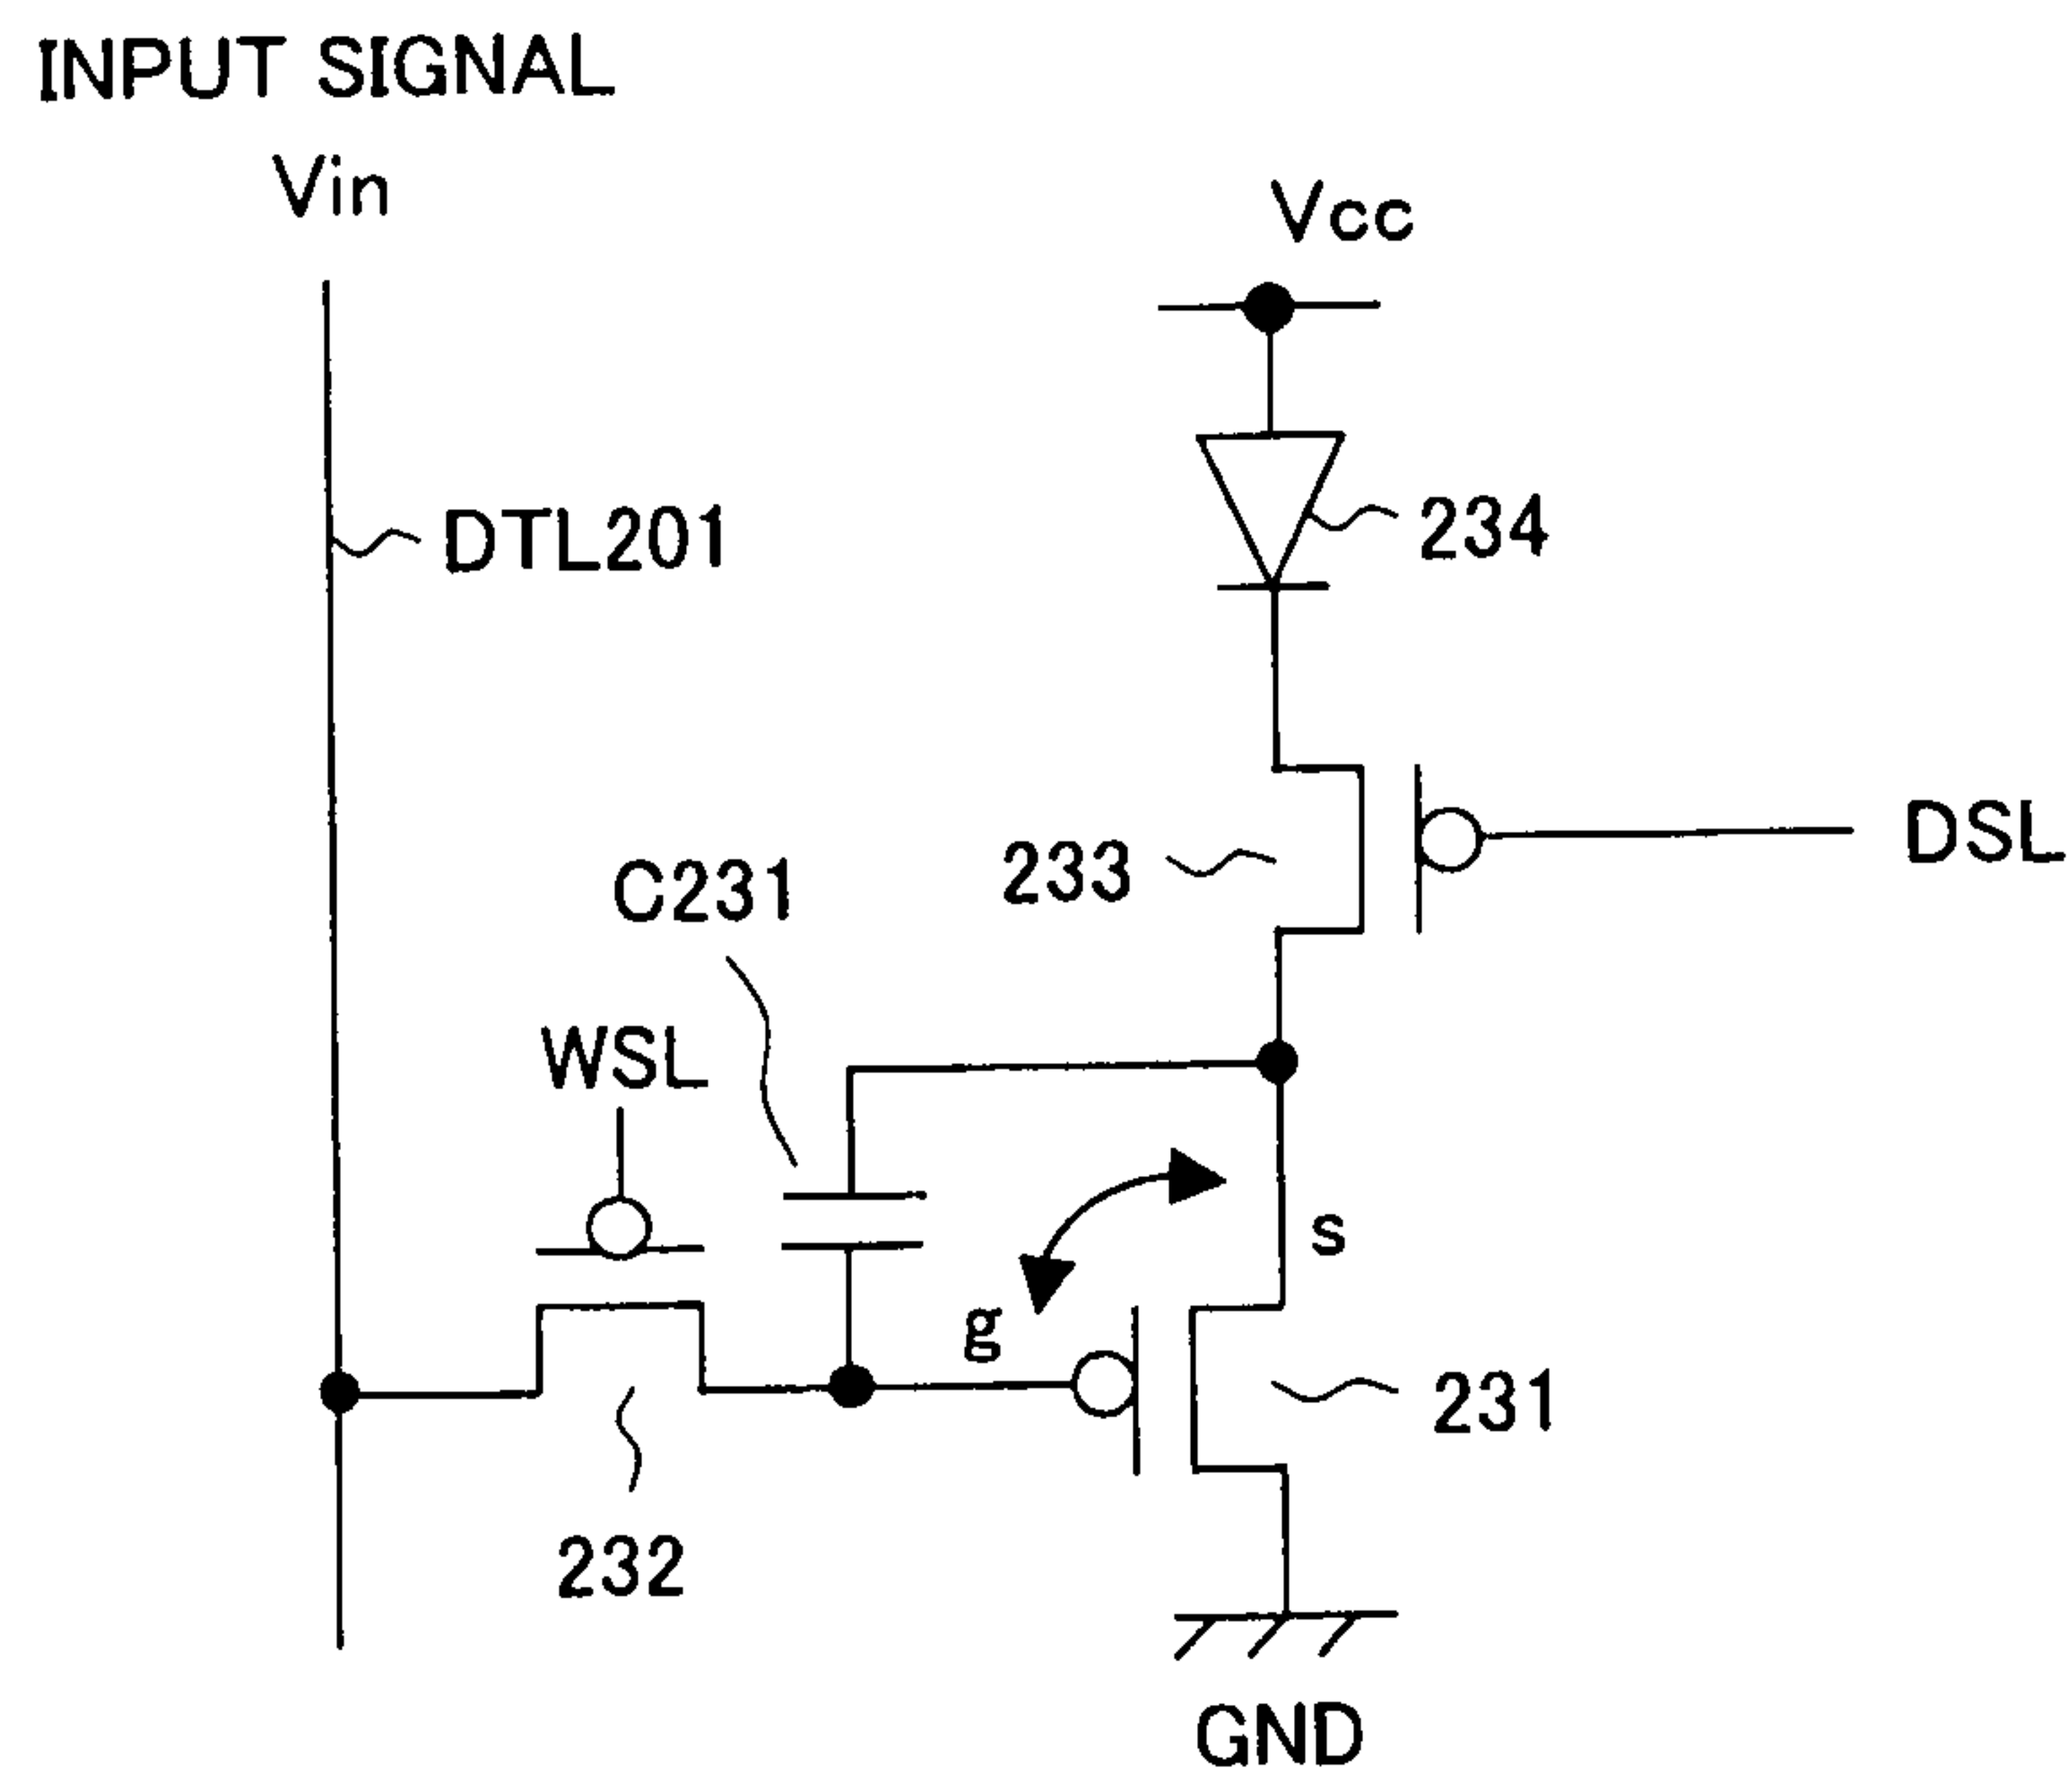 INPUT SIGNAL
Vin
Vcc
DTL201
234
DSL
233
C231
WSL
s
g
231
232
GND